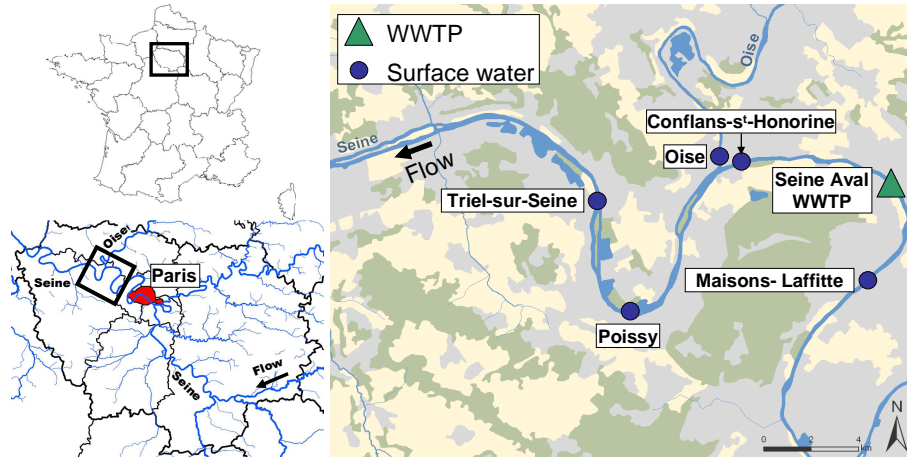 Oise
Seine
Paris
Flow
Seine
WWTP
Surface water
Oise
Seine
Flow
Conflans-sᵗ-Honorine
Oise
Seine Aval
WWTP
Triel-sur-Seine
Maisons- Laffitte
Poissy
N
0 2 4
km